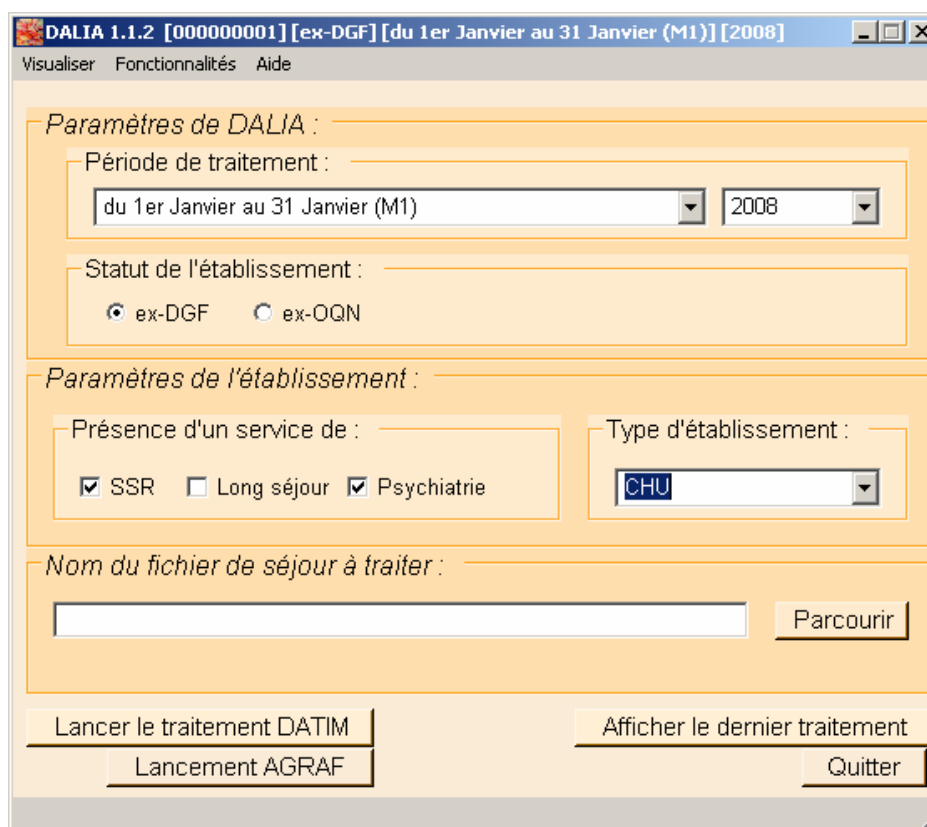 DALIA 1.1.2 [000000001] [ex-DGF] [du 1er Janvier au 31 Janvier (M1)] [2008]
Visualiser Fonctionnalités Aide
Paramètres de DALIA :
Période de traitement :
du 1er Janvier au 31 Janvier (M1) 2008
Statut de l'établissement :
ex-DGF ex-OQN
Paramètres de l'établissement :
Présence d'un service de : Type d'établissement :
SSR Long séjour Psychiatrie CHU
Nom du fichier de séjour à traiter :
Parcourir
Lancer le traitement DATIM Afficher le dernier traitement
Lancement AGRAF Quitter